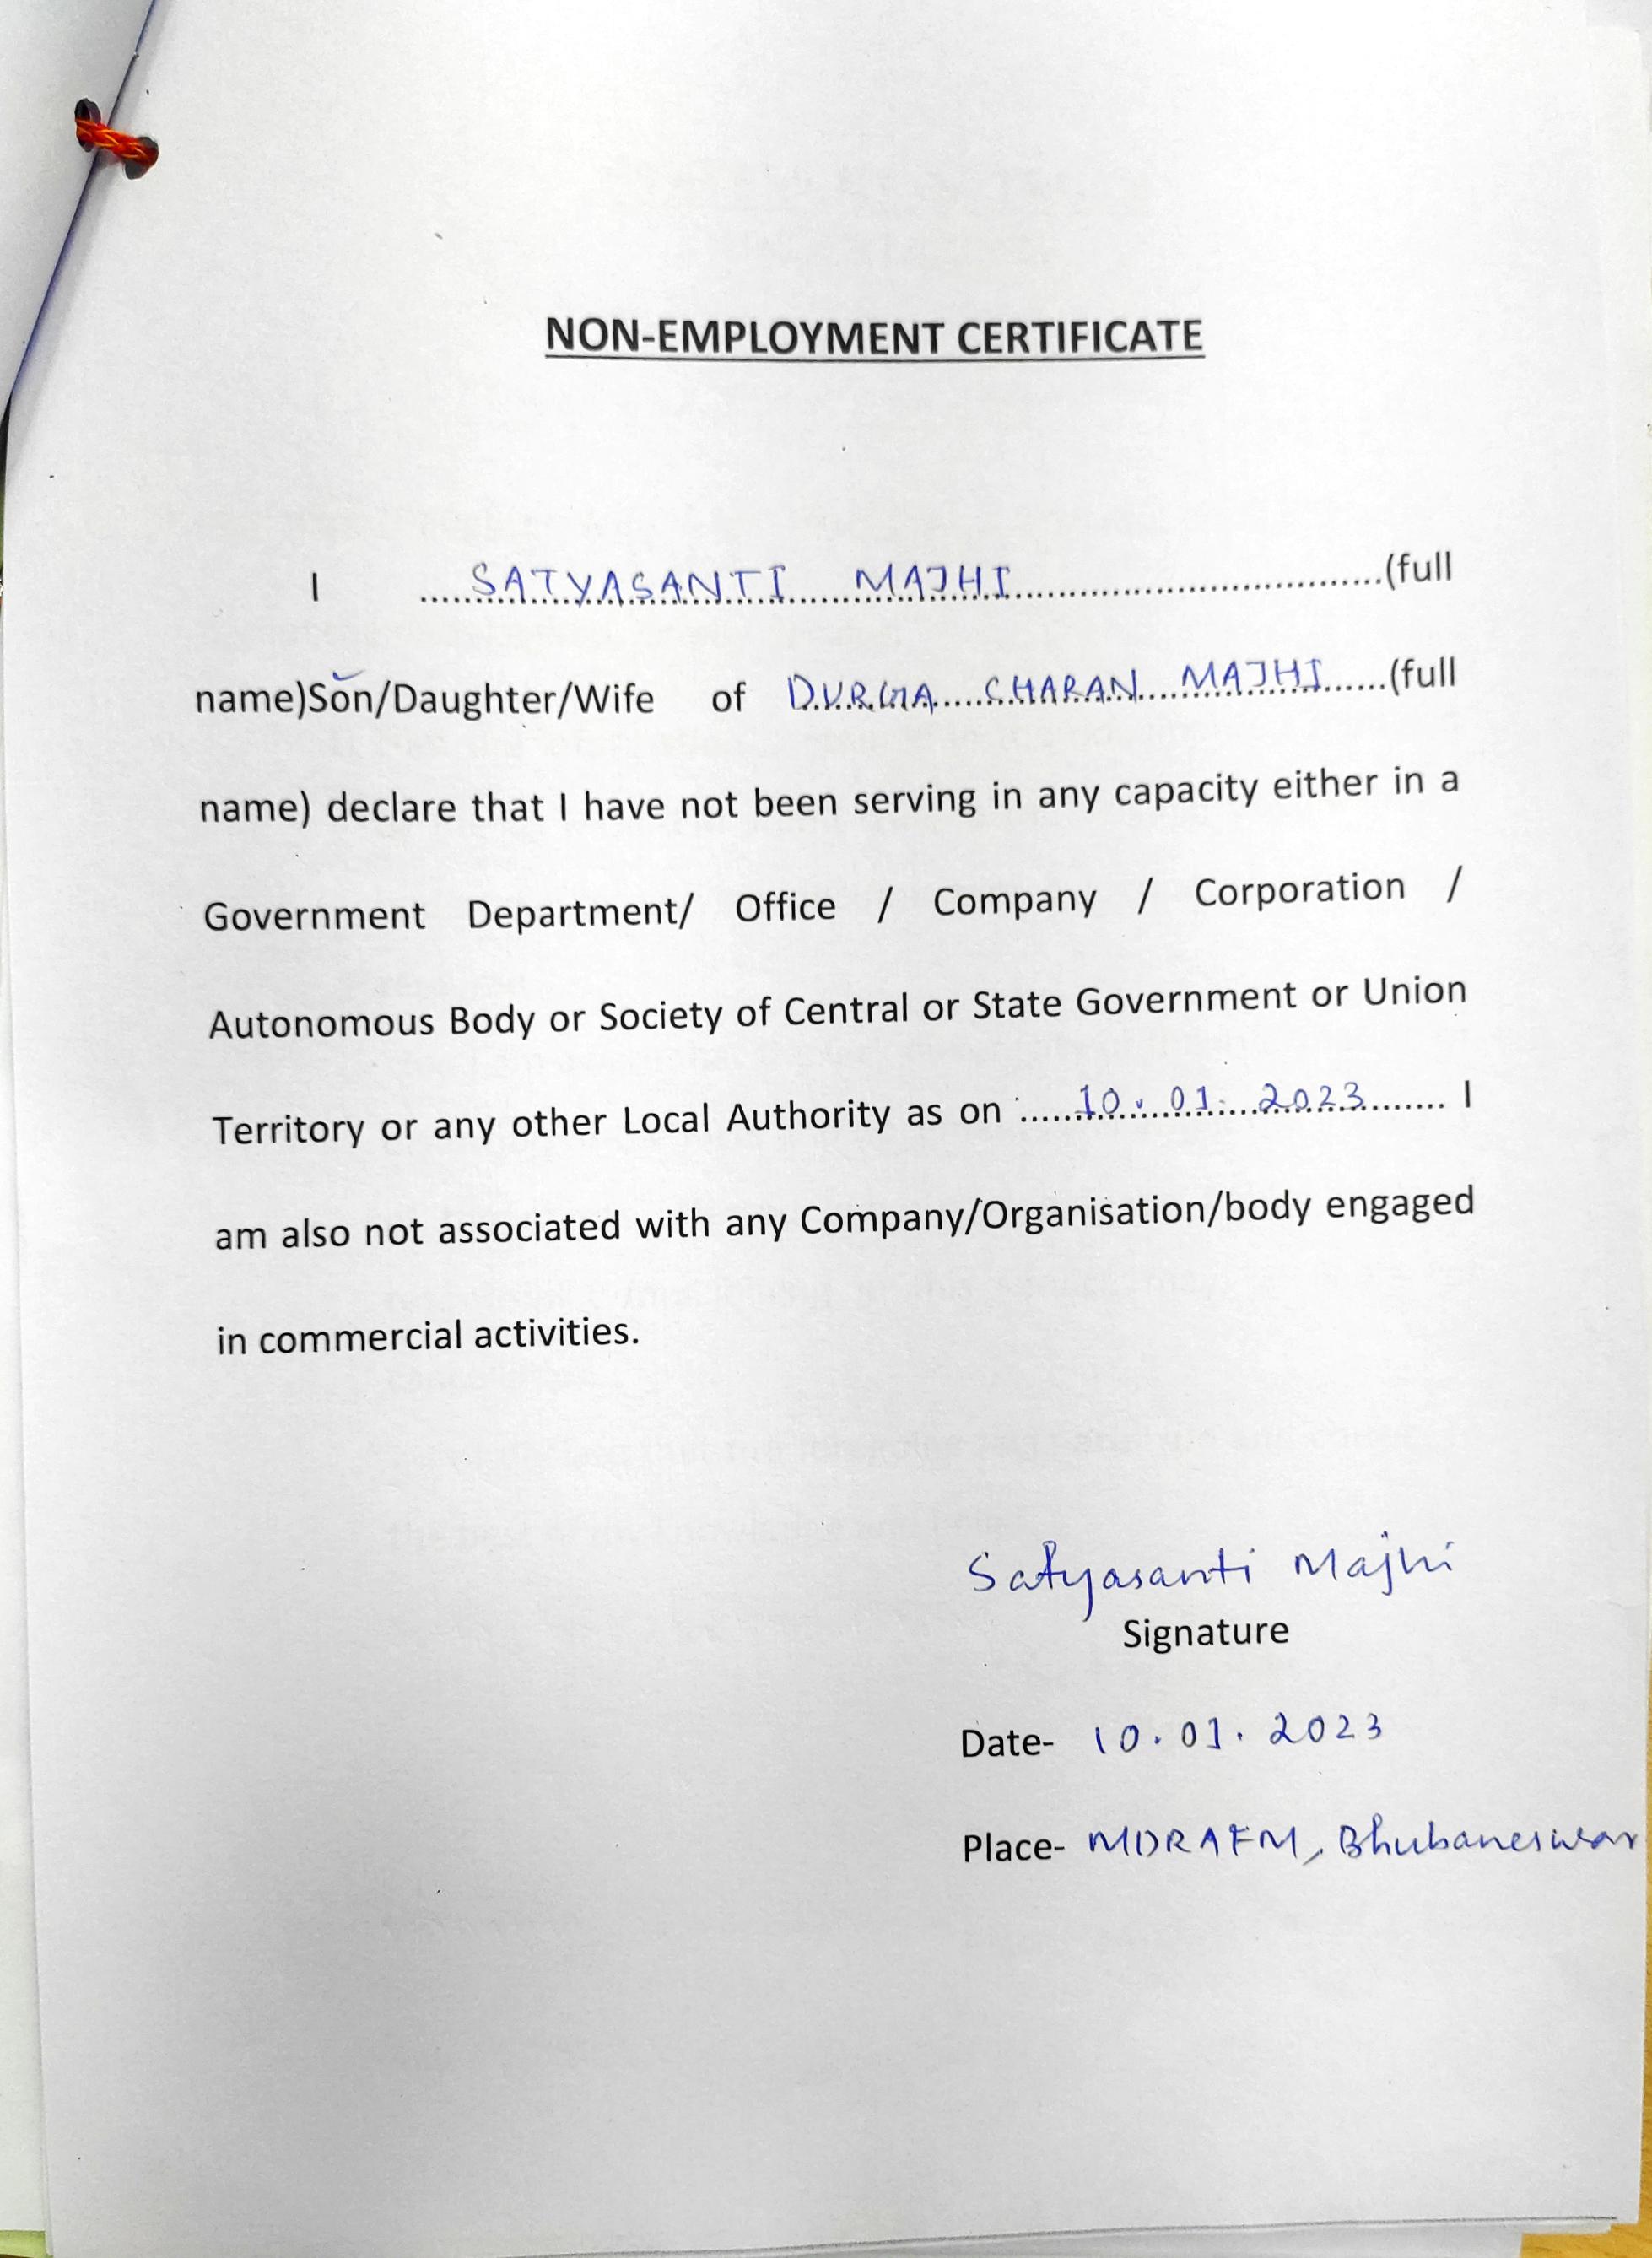 NON-EMPLOYMENT CERTIFICATE
I ......SATYASANTI MAJHI......(full
name)Son/Daughter/Wife of DURGA CHARAN MAJHI......(full
name) declare that I have not been serving in any capacity either in a
Government Department/ Office / Company / Corporation /
Autonomous Body or Society of Central or State Government or Union
Territory or any other Local Authority as on ......10.01.2023...... I
am also not associated with any Company/Organisation/body engaged
in commercial activities.
Satyasanti Majhi
Signature
Date- 10.01.2023
Place- MDRAFM, Bhubaneswar